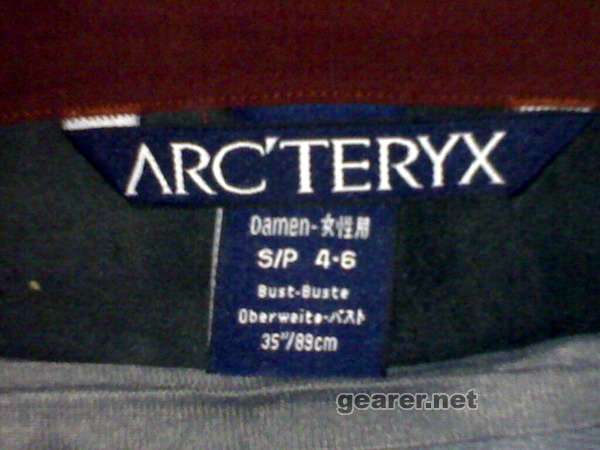 ARC'TERYX
Damen-女性用
S/P 4-6
Bust-Buste
Oberweite-バスト
35"/89cm
gearer.net